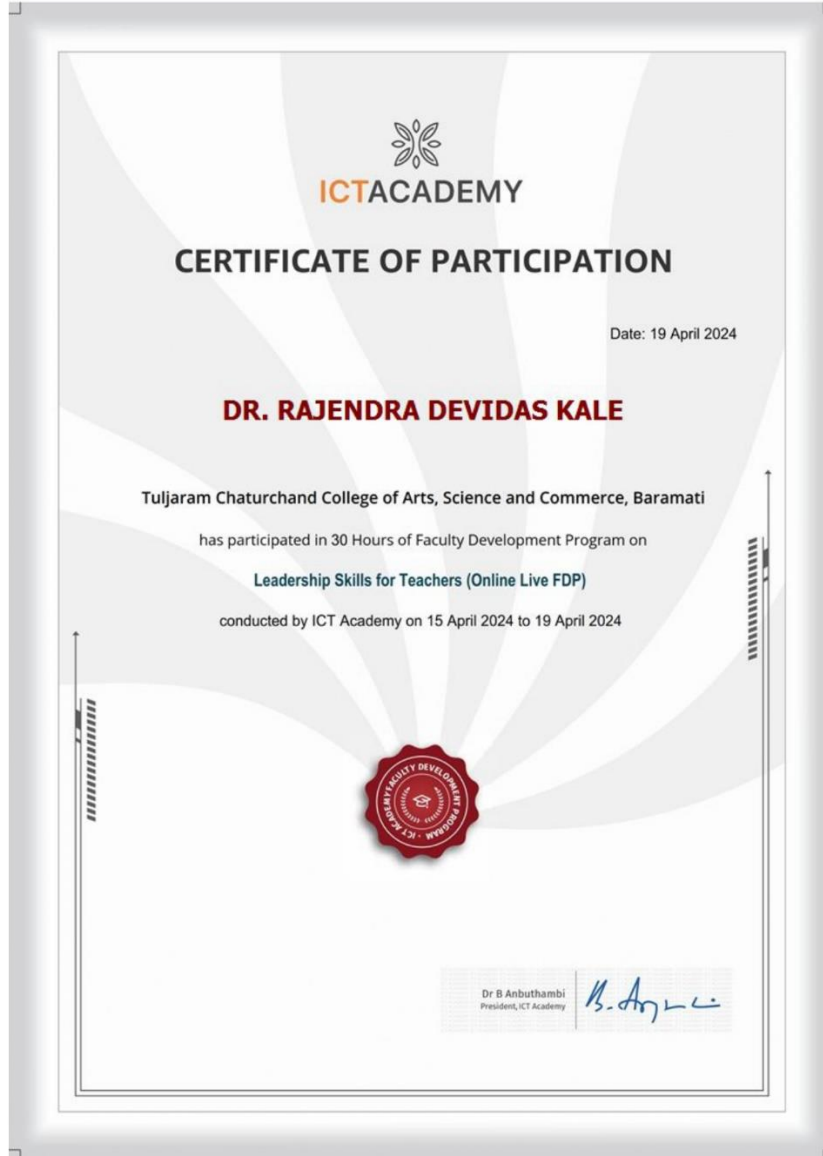 ICTACADEMY
CERTIFICATE OF PARTICIPATION
Date: 19 April 2024
DR. RAJENDRA DEVIDAS KALE
Tuljaram Chaturchand College of Arts, Science and Commerce, Baramati
has participated in 30 Hours of Faculty Development Program on
Leadership Skills for Teachers (Online Live FDP)
conducted by ICT Academy on 15 April 2024 to 19 April 2024
ICT ACADEMY FACULTY DEVELOPMENT PROGRAM
Dr B Anbuthambi
President, ICT Academy